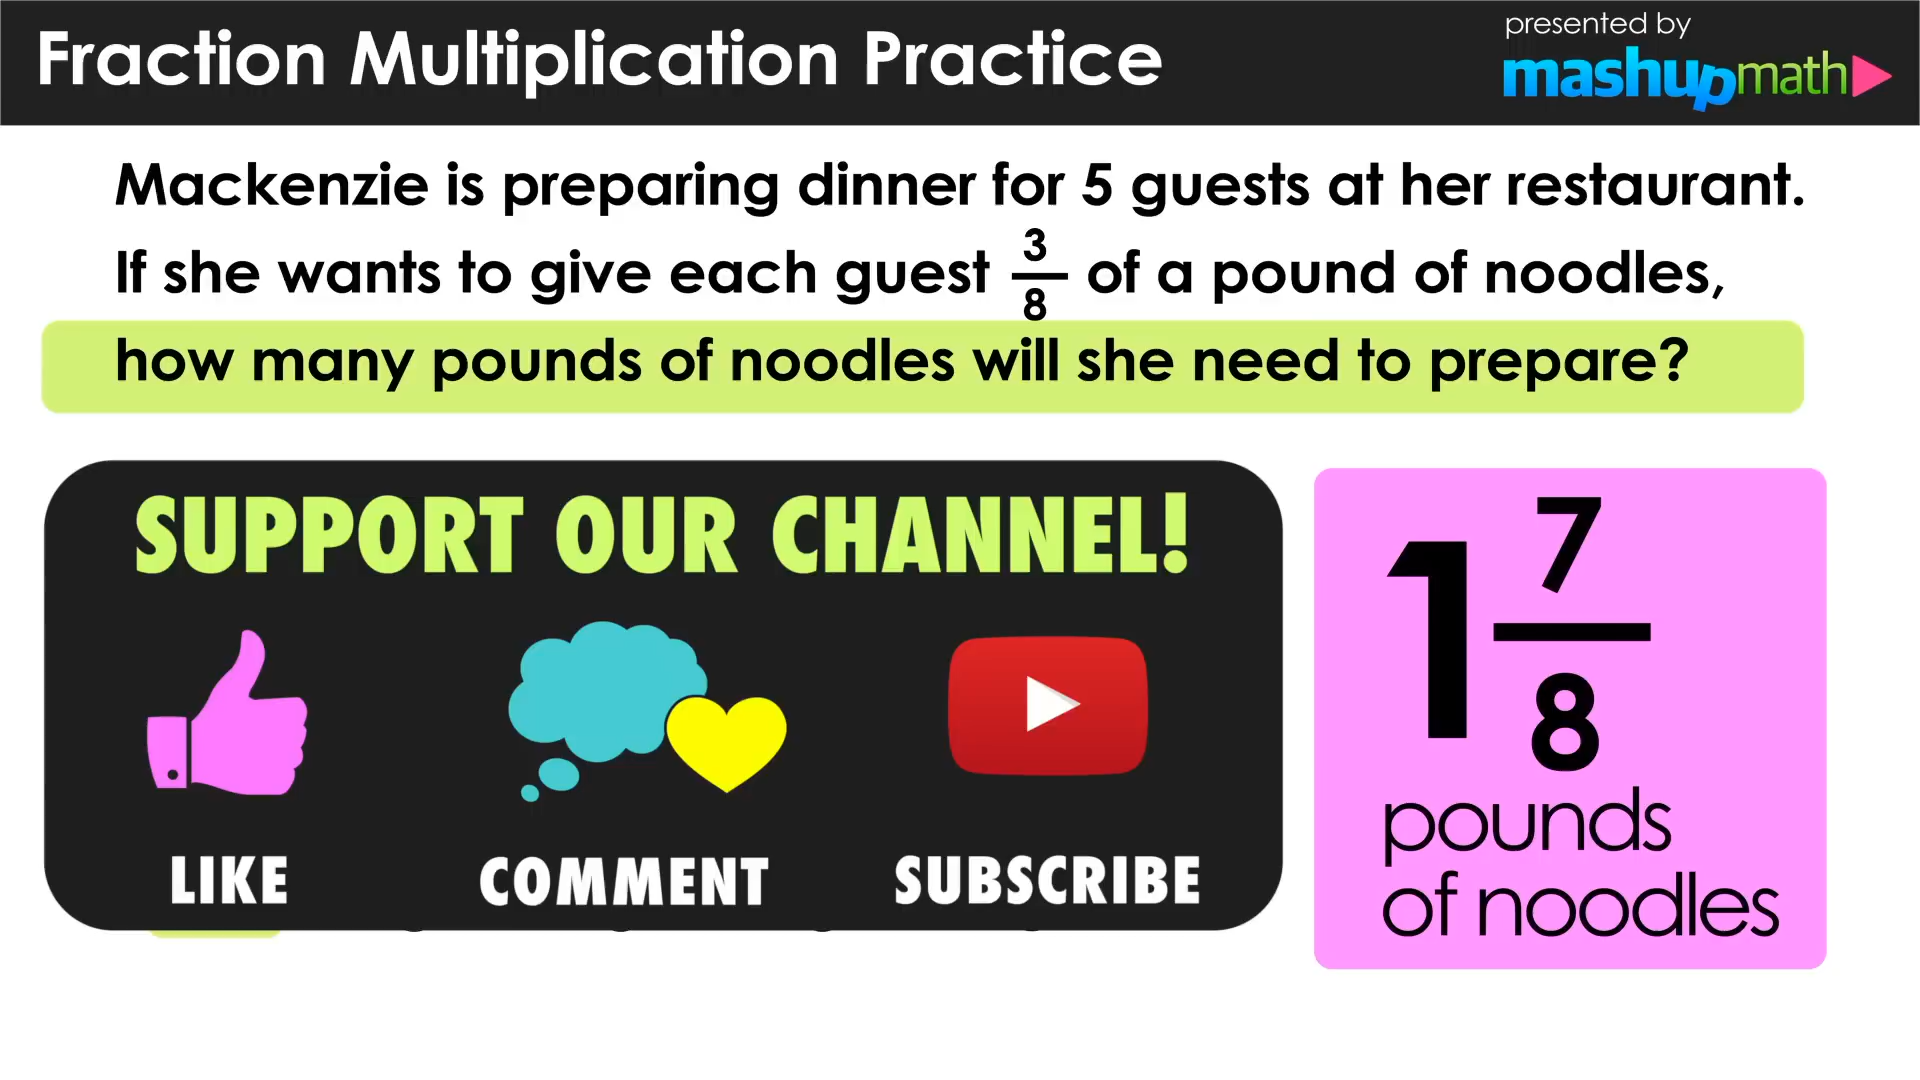 Fraction Multiplication Practice
presented by
mashupmath
Mackenzie is preparing dinner for 5 guests at her restaurant.
If she wants to give each guest 3/8 of a pound of noodles,
how many pounds of noodles will she need to prepare?
SUPPORT OUR CHANNEL!
LIKE COMMENT SUBSCRIBE
1 7/8
pounds
of noodles